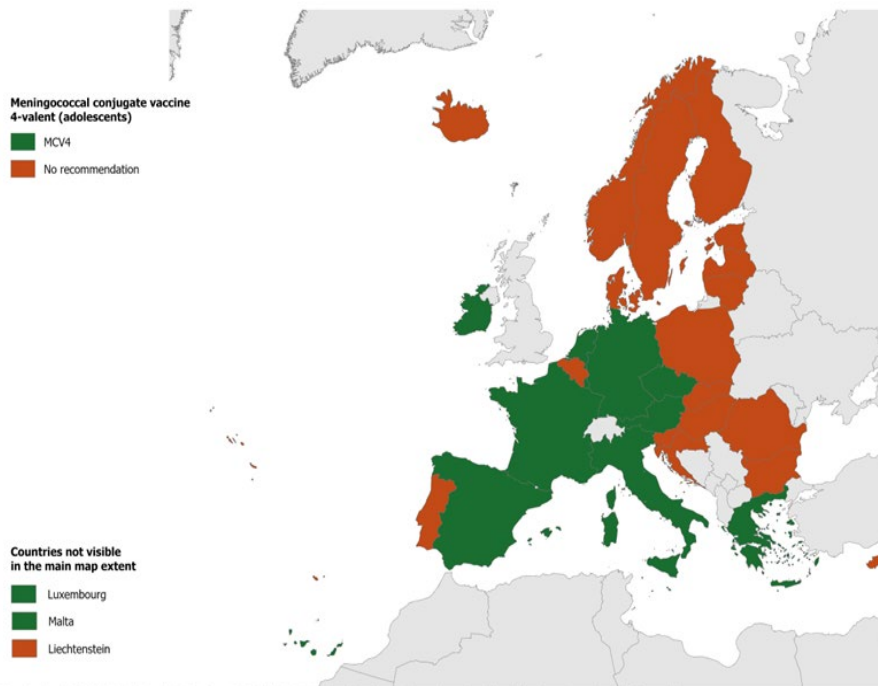 Meningococcal conjugate vaccine
4-valent (adolescents)
MCV4
No recommendation
Countries not visible
in the main map extent
Luxembourg
Malta
Liechtenstein